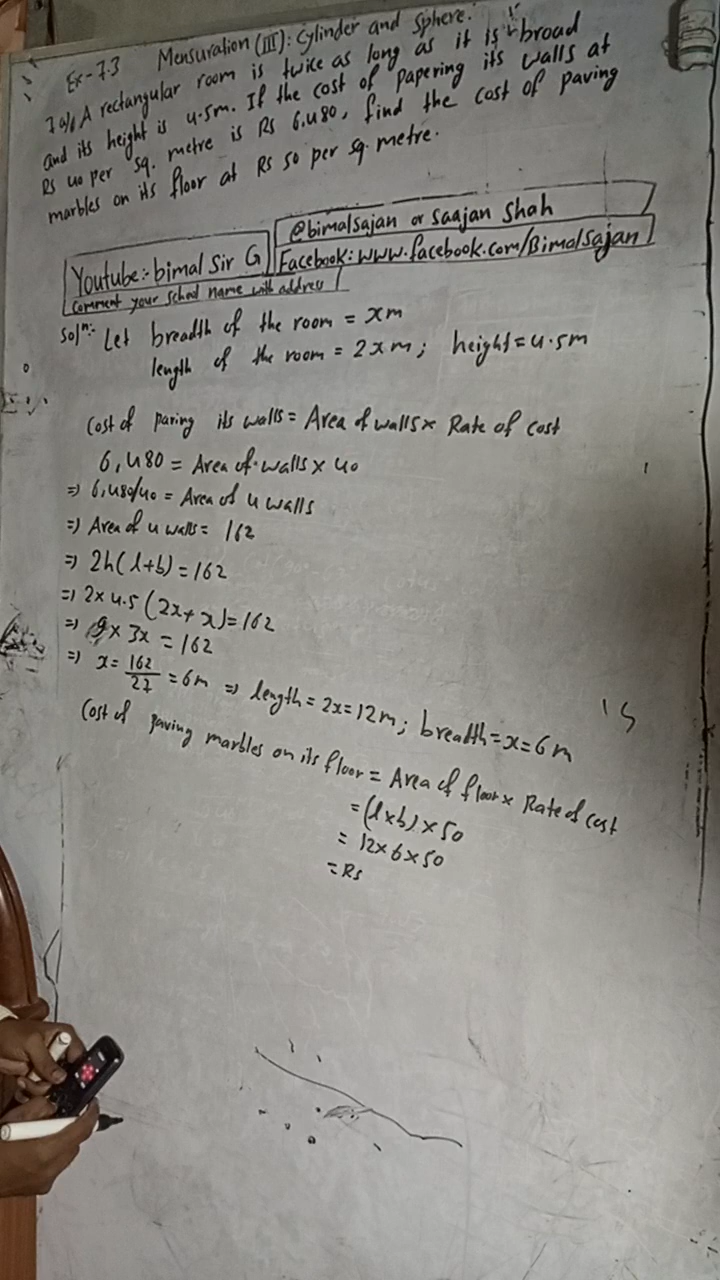 Ex-7.3 Mensuration (III): Cylinder and Sphere.
7 a) A rectangular room is twice as long as it is broad
and its height is 4.5m. If the cost of papering its walls at
Rs 40 per sq. metre is Rs 6,480, find the cost of paving
marbles on its floor at Rs 50 per sq. metre.
@bimalsajan or saajan shah
Youtube:- bimal Sir G
Facebook: www.facebook.com/Bimalsajan
Comment your school name with address
Solⁿ:- Let breadth of the room = xm
length of the room = 2xm; height = 4.5m
Cost of paring its walls = Area of walls × Rate of cost
6,480 = Area of walls × 40
⇒ 6,480/40 = Area of 4 walls
⇒ Area of 4 walls = 162
⇒ 2h(l+b) = 162
⇒ 2×4.5(2x+x) = 162
⇒ 9×3x = 162
⇒ x = 162/27 = 6m ⇒ length = 2x = 12m; breadth = x = 6m
Cost of paving marbles on its floor = Area of floor × Rate of cost
= (l×b)×50
= 12×6×50
= Rs